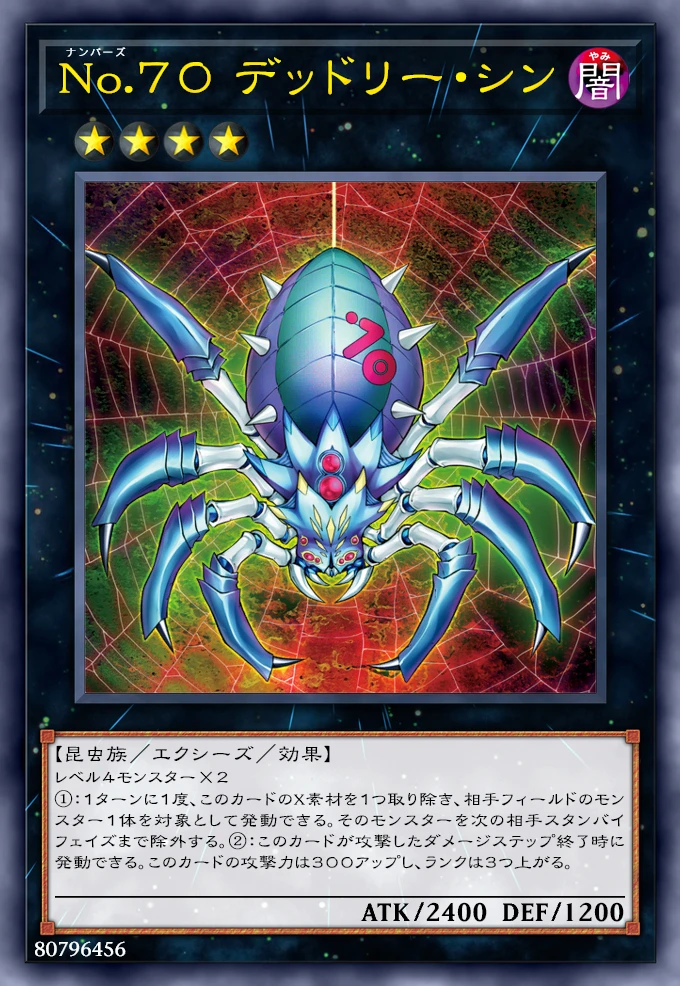 ナンバーズ
No.70 デッドリー・シン
やみ
闇
70
【昆虫族／エクシーズ／効果】
レベル４モンスター×２
①：１ターンに１度、このカードのX素材を１つ取り除き、相手フィールドのモン
スター１体を対象として発動できる。そのモンスターを次の相手スタンバイ
フェイズまで除外する。②：このカードが攻撃したダメージステップ終了時に
発動できる。このカードの攻撃力は３００アップし、ランクは３つ上がる。
ATK/2400 DEF/1200
80796456